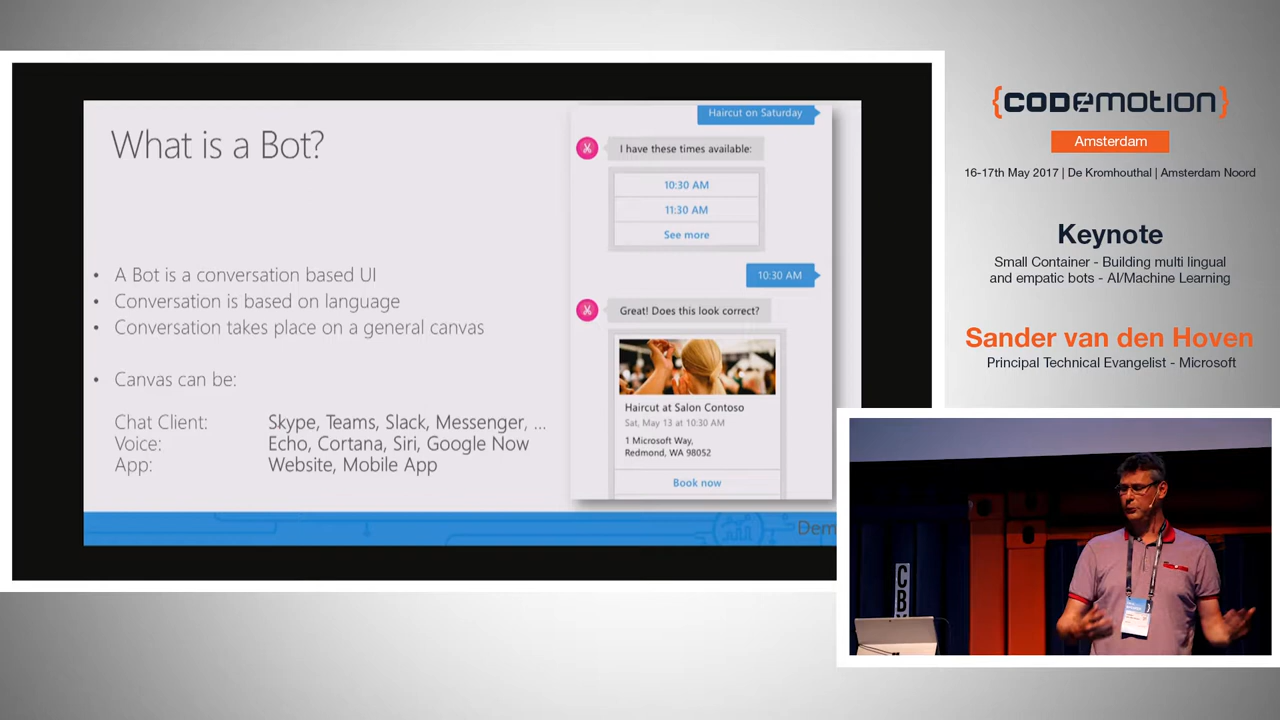 What is a Bot?
• A Bot is a conversation based UI
• Conversation is based on language
• Conversation takes place on a general canvas
• Canvas can be:
Chat Client: Skype, Teams, Slack, Messenger, ...
Voice: Echo, Cortana, Siri, Google Now
App: Website, Mobile App
Haircut on Saturday
I have these times available:
10:30 AM
11:30 AM
See more
10:30 AM
Great! Does this look correct?
Haircut at Salon Contoso
Sat, May 13 at 10:30 AM
1 Microsoft Way,
Redmond, WA 98052
Book now
Dem
{CODEMOTION}
Amsterdam
16-17th May 2017 | De Kromhouthal | Amsterdam Noord
Keynote
Small Container - Building multi lingual
and empatic bots - AI/Machine Learning
Sander van den Hoven
Principal Technical Evangelist - Microsoft